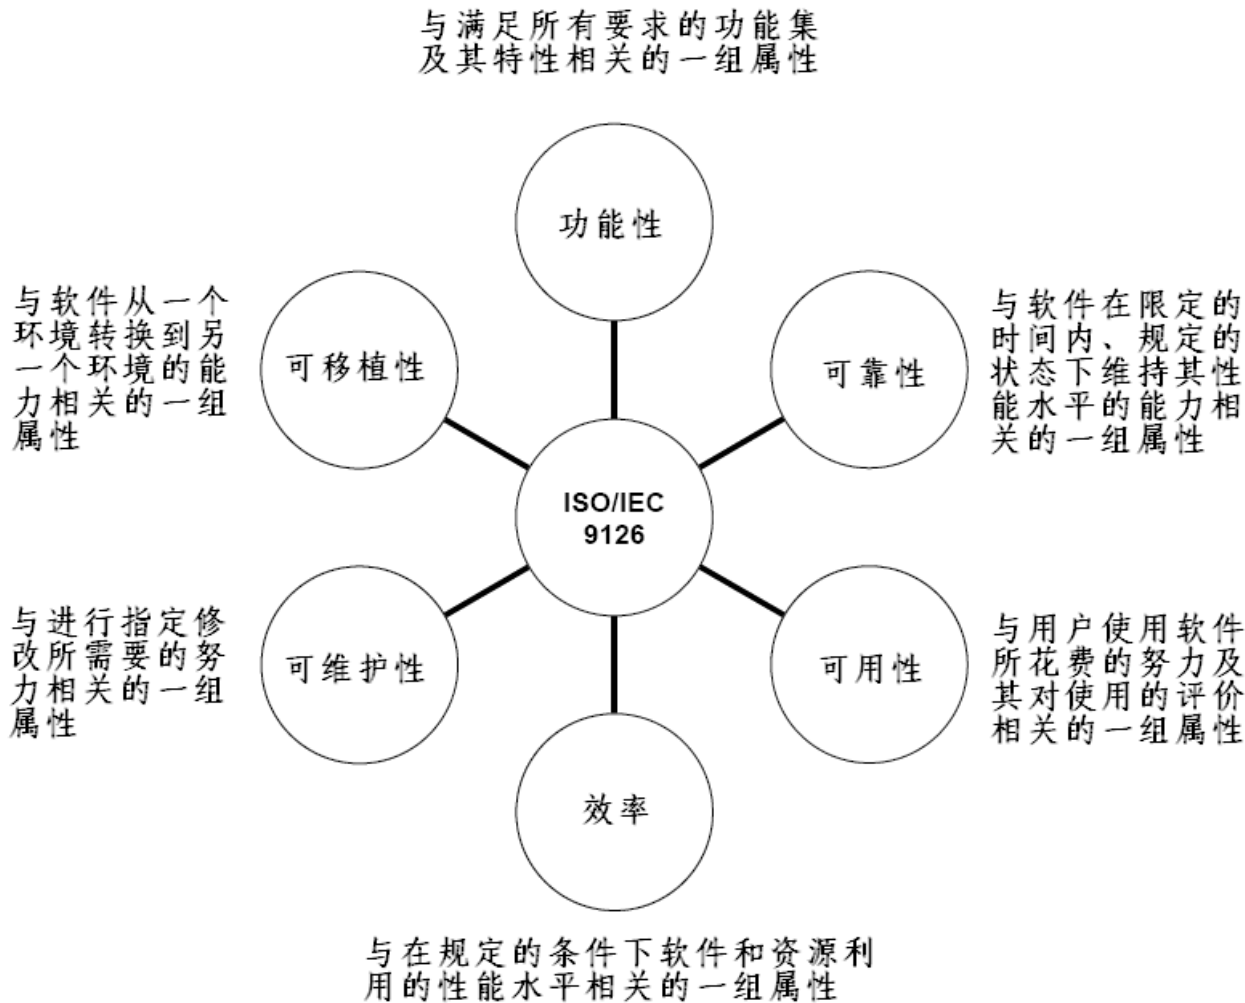 与满足所有要求的功能集
及其特性相关的一组属性
功能性
与软件从一个
环境转换到另
一个环境的能
力相关的一组
属性
可移植性
可靠性
与软件在限定的
时间内、规定的
状态下维持其性
能水平的能力相
关的一组属性
ISO/IEC
9126
与进行指定修
改所需要的努
力相关的一组
属性
可维护性
可用性
与用户使用软件
所花费的努力及
其对使用的评价
相关的一组属性
效率
与在规定的条件下软件和资源利
用的性能水平相关的一组属性